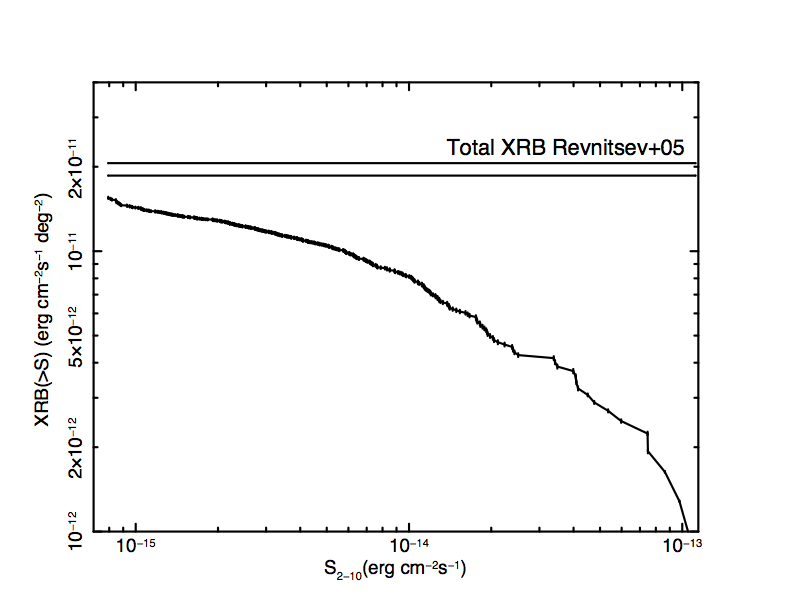 Total XRB Revnitsev+05
2×10⁻¹¹
10⁻¹¹
5×10⁻¹²
2×10⁻¹²
10⁻¹²
XRB(>S) (erg cm⁻²s⁻¹ deg⁻²)
10⁻¹⁵ 10⁻¹⁴ 10⁻¹³
S₂₋₁₀(erg cm⁻²s⁻¹)